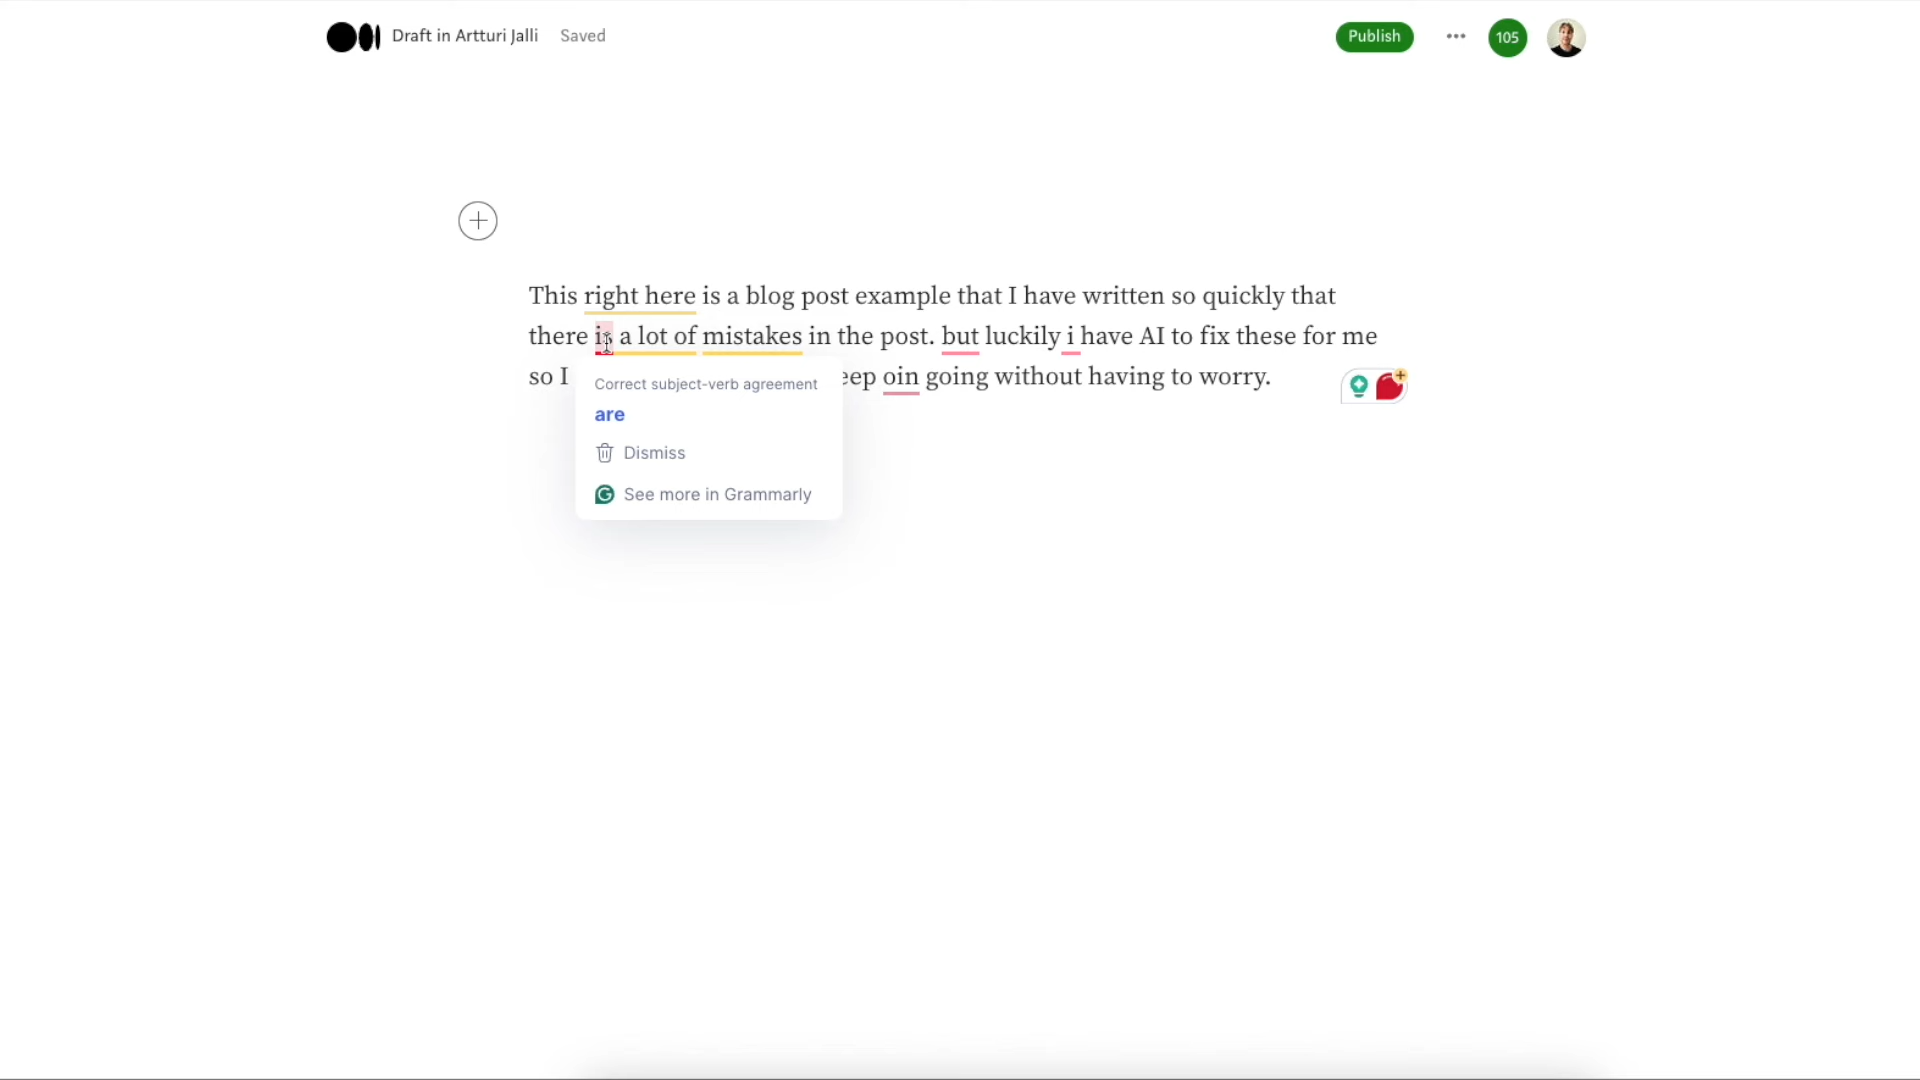 Draft in Artturi Jalli Saved
Publish 105
This right here is a blog post example that I have written so quickly that
there is a lot of mistakes in the post. but luckily i have AI to fix these for me
so I eep oin going without having to worry.
Correct subject-verb agreement
are
Dismiss
See more in Grammarly